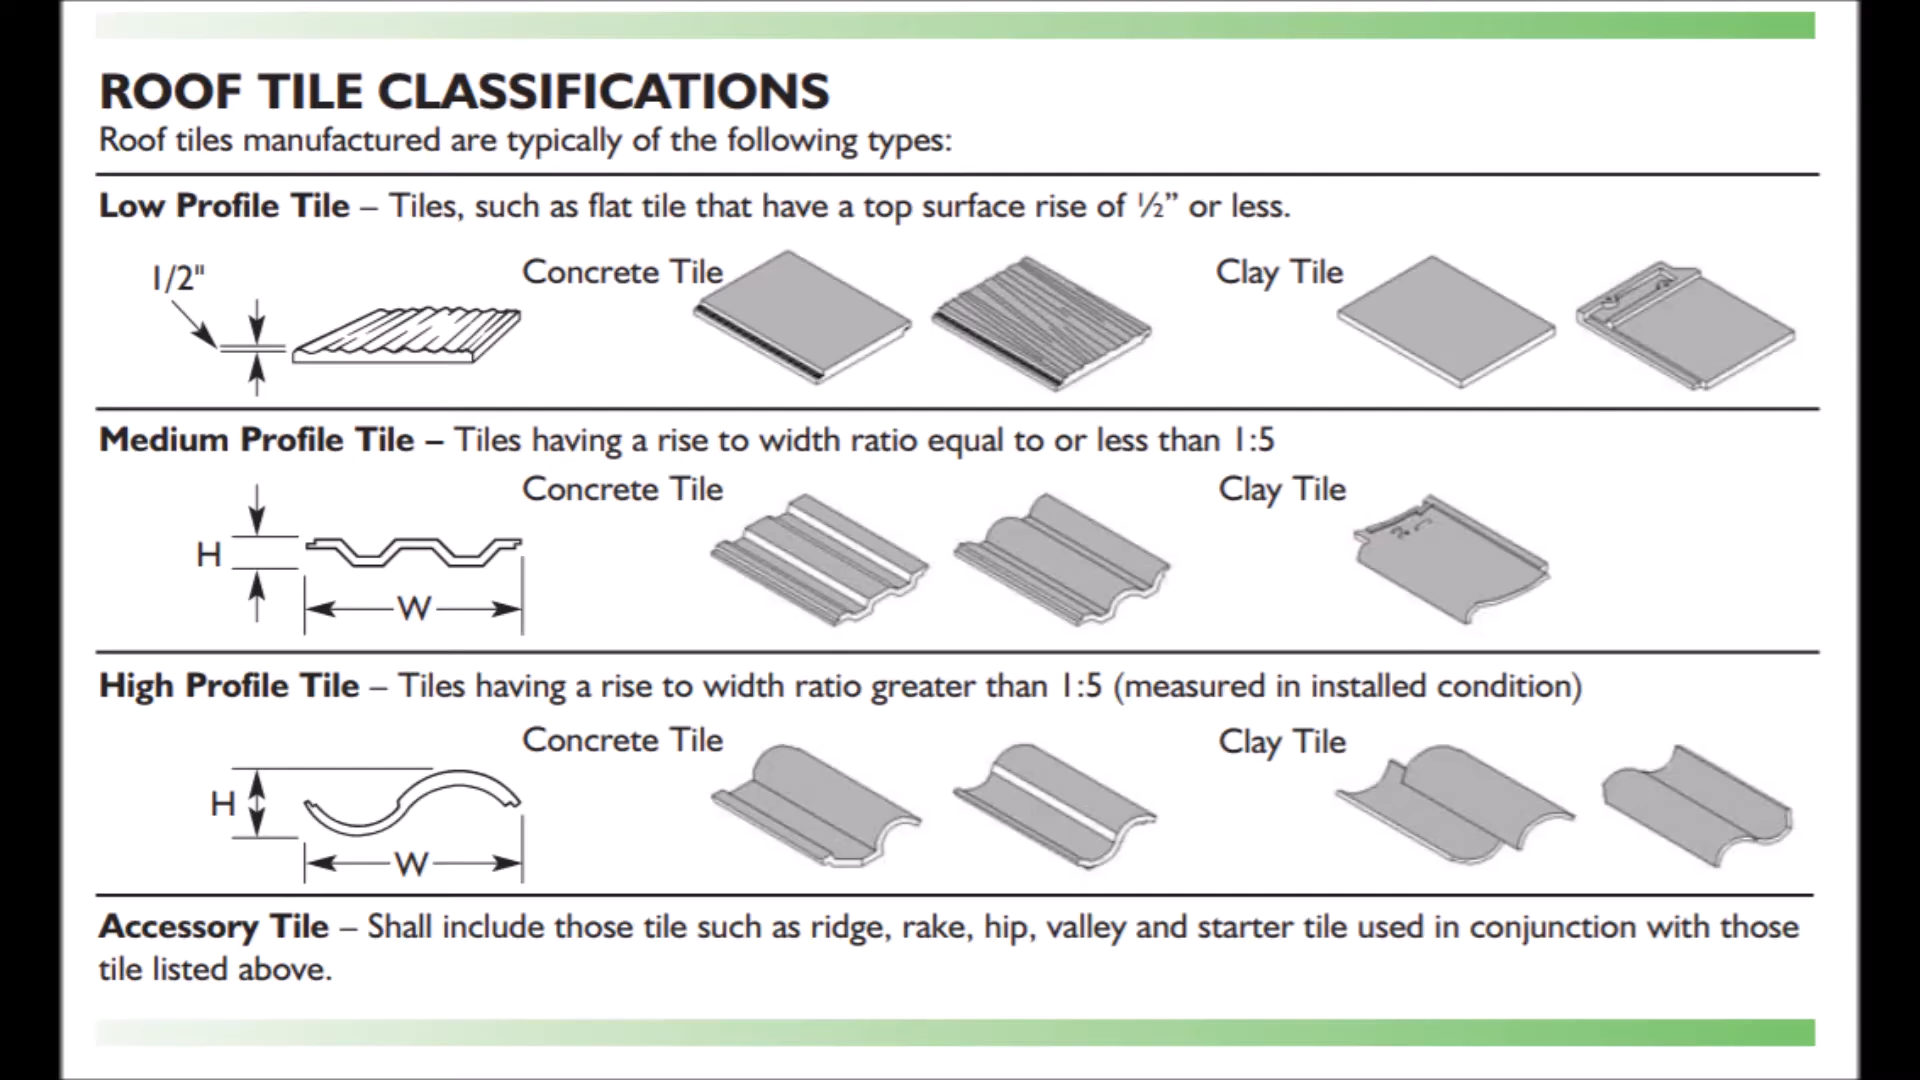 ROOF TILE CLASSIFICATIONS
Roof tiles manufactured are typically of the following types:
Low Profile Tile – Tiles, such as flat tile that have a top surface rise of ½” or less.
1/2"
Concrete Tile
Clay Tile
Medium Profile Tile – Tiles having a rise to width ratio equal to or less than 1:5
Concrete Tile
Clay Tile
H
W
High Profile Tile – Tiles having a rise to width ratio greater than 1:5 (measured in installed condition)
Concrete Tile
Clay Tile
H
W
Accessory Tile – Shall include those tile such as ridge, rake, hip, valley and starter tile used in conjunction with those
tile listed above.